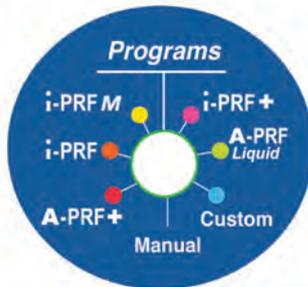 Programs
i-PRF M
i-PRF+
i-PRF
A-PRF
Liquid
A-PRF+
Custom
Manual